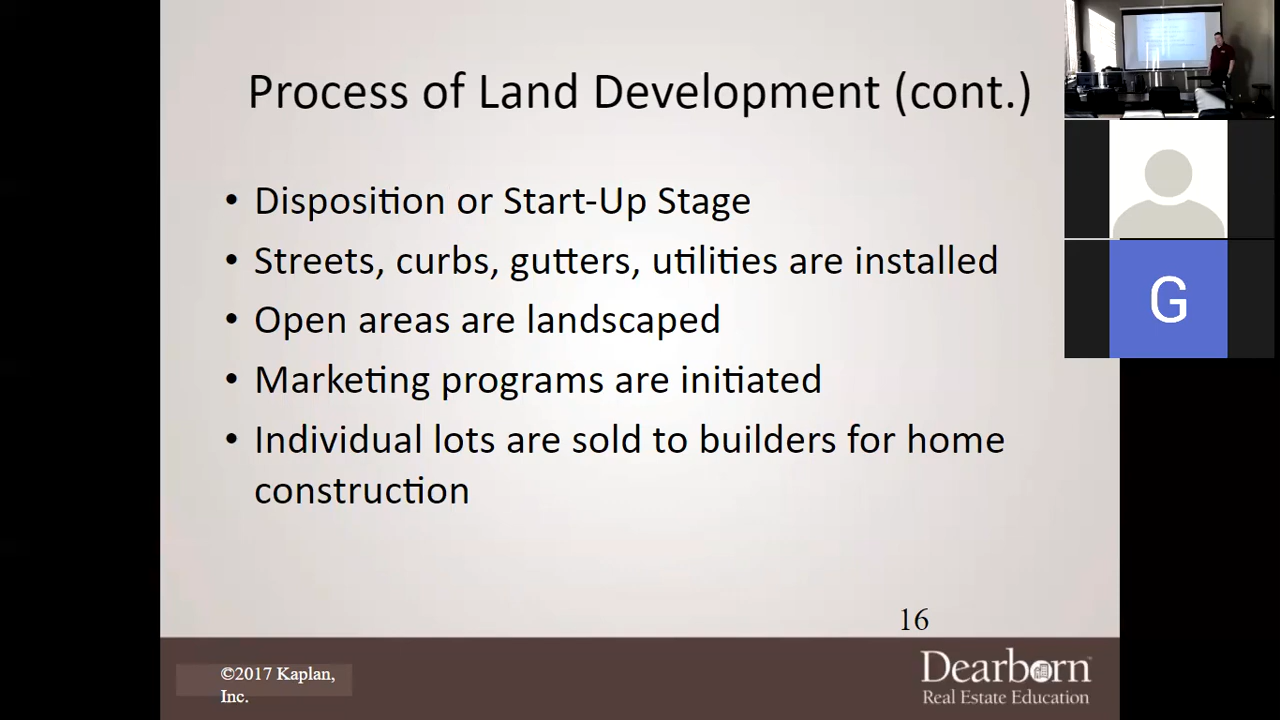 Process of Land Development (cont.)
• Disposition or Start-Up Stage
• Streets, curbs, gutters, utilities are installed
• Open areas are landscaped
• Marketing programs are initiated
• Individual lots are sold to builders for home
construction
16
©2017 Kaplan,
Inc.
Dearborn™
Real Estate Education
G